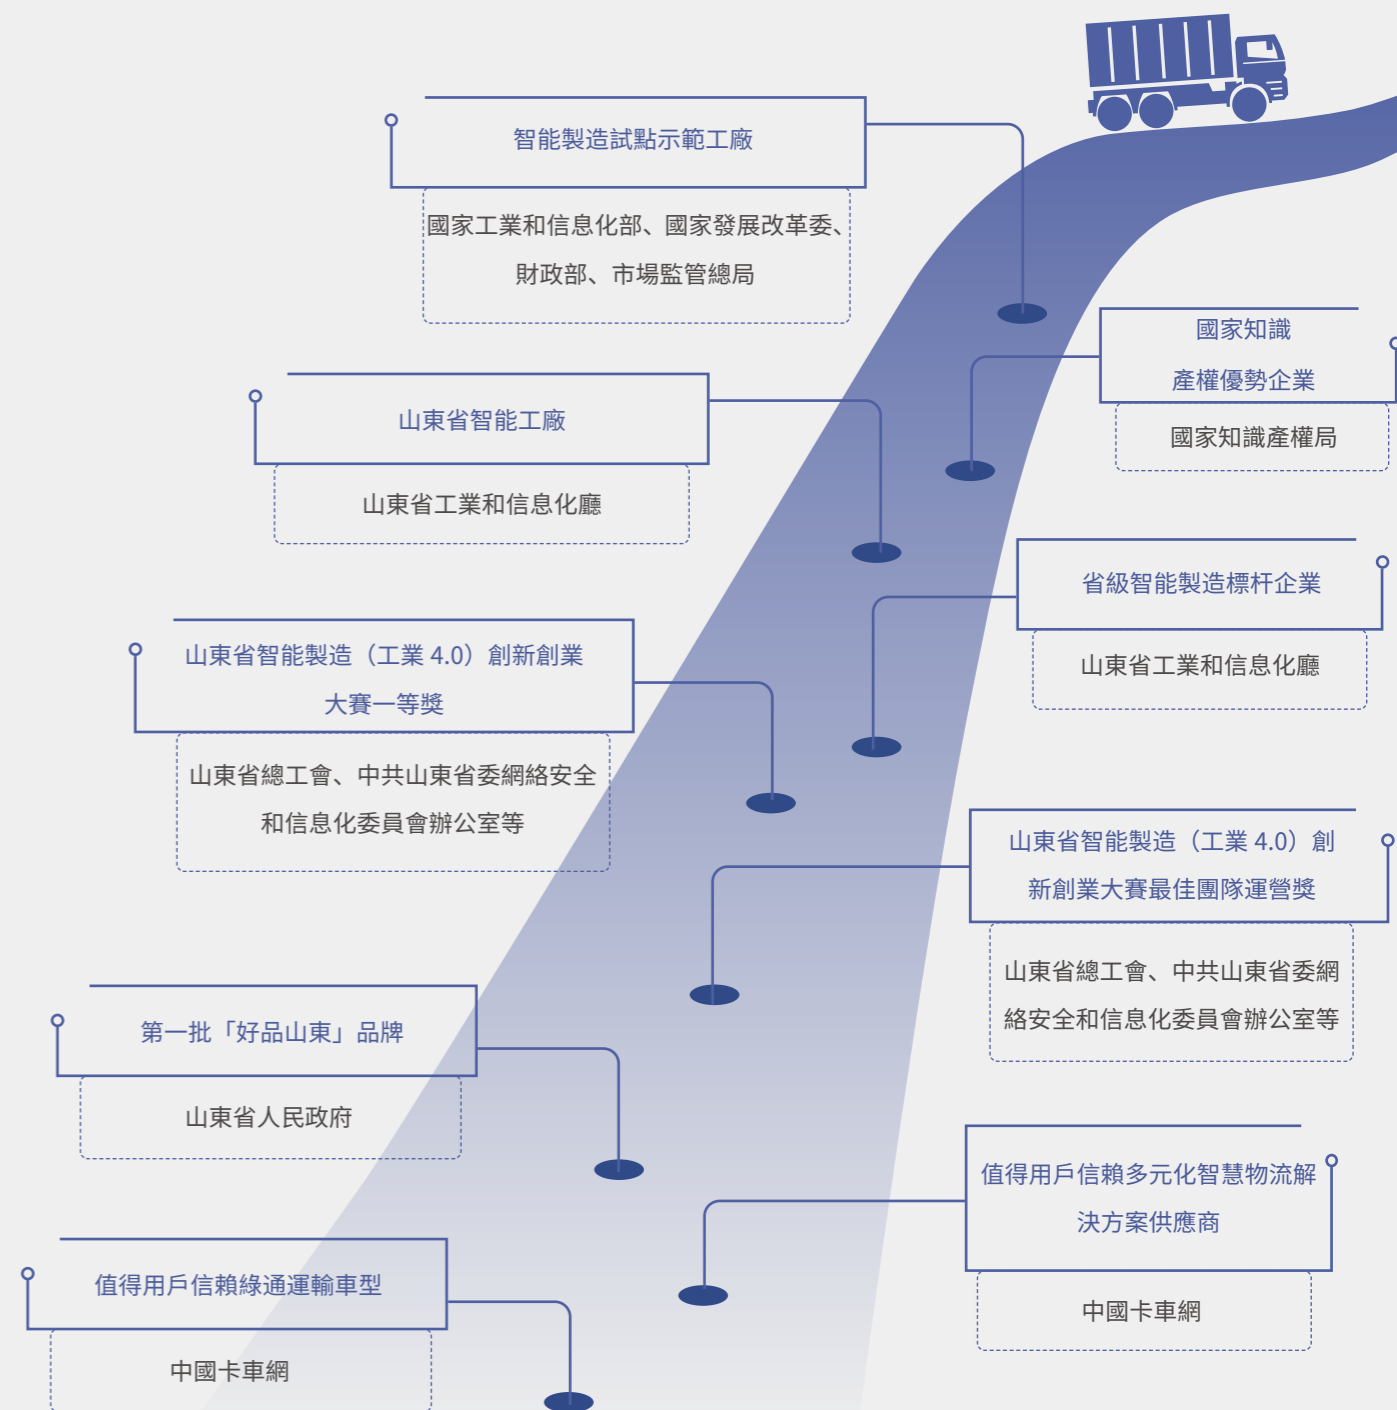 智能製造試點示範工廠
國家工業和信息化部、國家發展改革委、
財政部、市場監管總局
國家知識
產權優勢企業
國家知識產權局
山東省智能工廠
山東省工業和信息化廳
省級智能製造標杆企業
山東省工業和信息化廳
山東省智能製造（工業 4.0）創新創業
大賽一等獎
山東省總工會、中共山東省委網絡安全
和信息化委員會辦公室等
山東省智能製造（工業 4.0）創
新創業大賽最佳團隊運營獎
山東省總工會、中共山東省委網
絡安全和信息化委員會辦公室等
第一批「好品山東」品牌
山東省人民政府
值得用戶信賴多元化智慧物流解
決方案供應商
中國卡車網
值得用戶信賴綠通運輸車型
中國卡車網